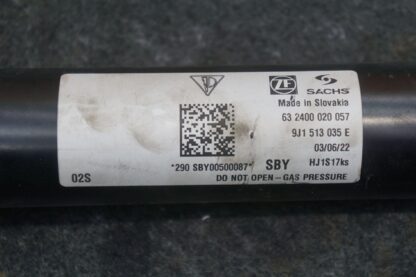 ZF SACHS
Made in Slovakia
63 2400 020 057
9J1 513 035 E
03/06/22
*290 SBY00500087* SBY HJ1S17ks
02S DO NOT OPEN-GAS PRESSURE